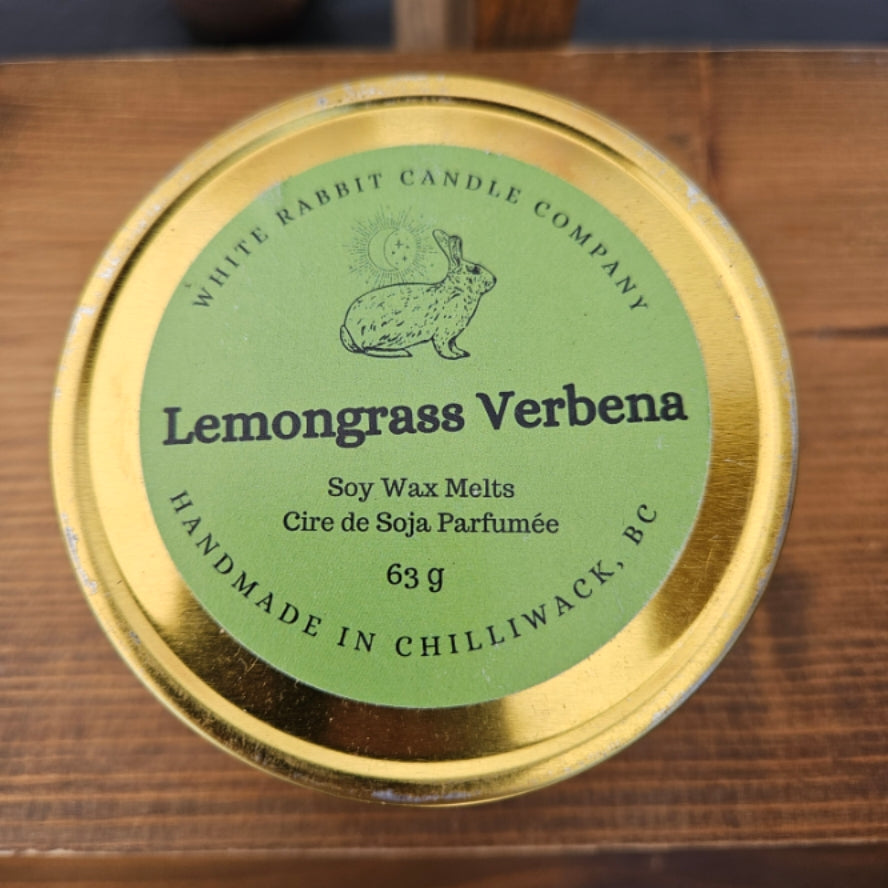 WHITE RABBIT CANDLE COMPANY
Lemongrass Verbena
Soy Wax Melts
Cire de Soja Parfumée
63 g
HANDMADE IN CHILLIWACK, BC